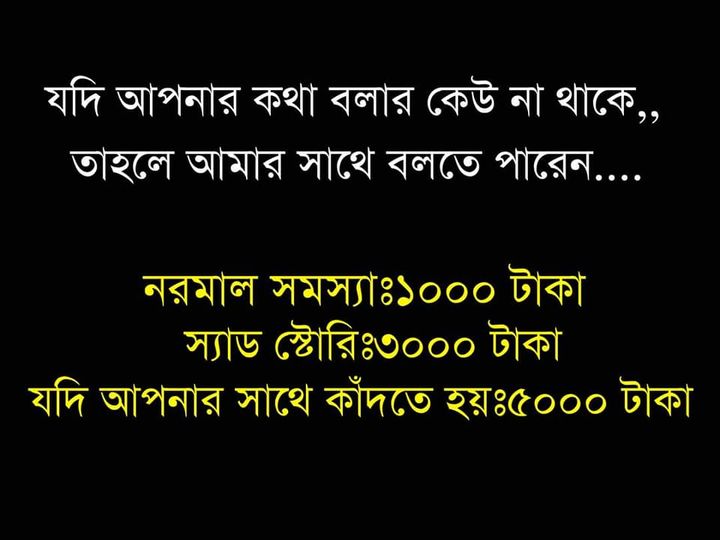 যদি আপনার কথা বলার কেউ না থাকে,,
তাহলে আমার সাথে বলতে পারেন....
নরমাল সমস্যাঃ১০০০ টাকা
স্যাড স্টোরিঃ৩০০০ টাকা
যদি আপনার সাথে কাঁদতে হয়ঃ৫০০০ টাকা